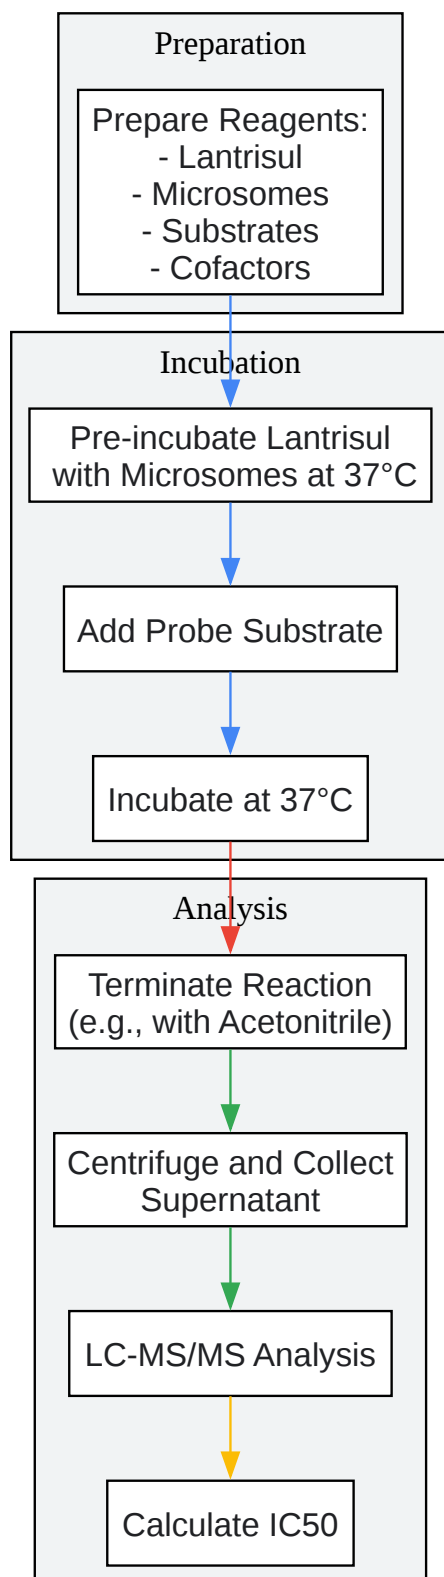 Preparation
Prepare Reagents:
- Lantrisul
- Microsomes
- Substrates
- Cofactors
Incubation
Pre-incubate Lantrisul
with Microsomes at 37°C
Add Probe Substrate
Incubate at 37°C
Analysis
Terminate Reaction
(e.g., with Acetonitrile)
Centrifuge and Collect
Supernatant
LC-MS/MS Analysis
Calculate IC50